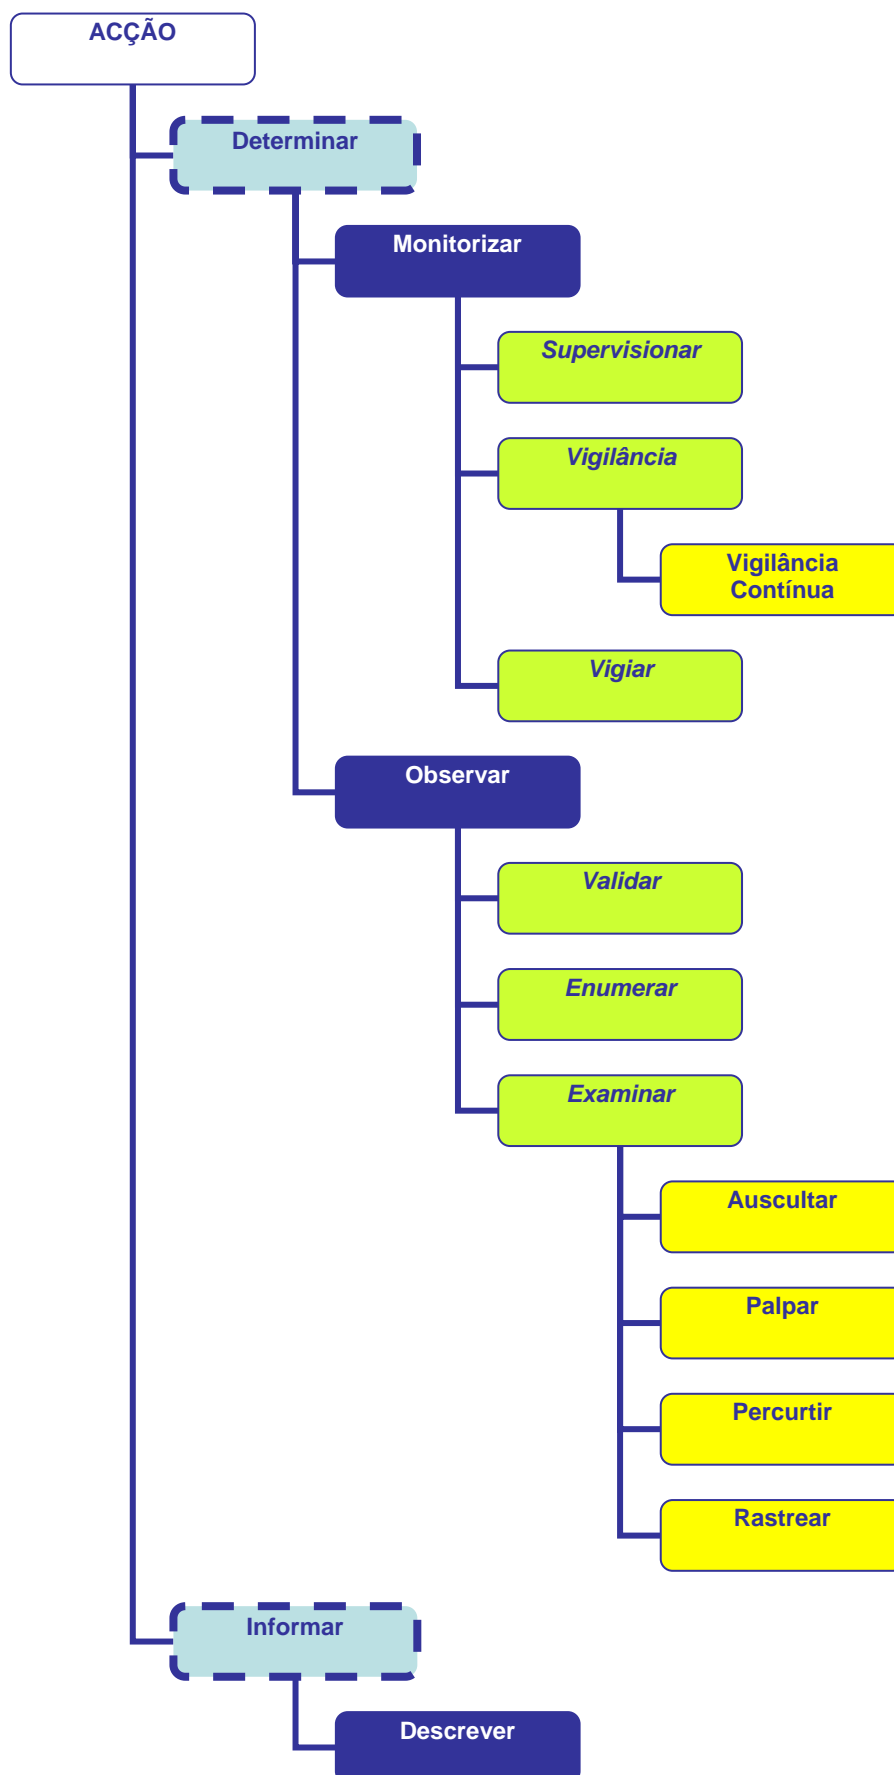 ACÇÃO
Determinar
Monitorizar
Supervisionar
Vigilância
Vigilância
Contínua
Vigiar
Observar
Validar
Enumerar
Examinar
Auscultar
Palpar
Percurtir
Rastrear
Informar
Descrever